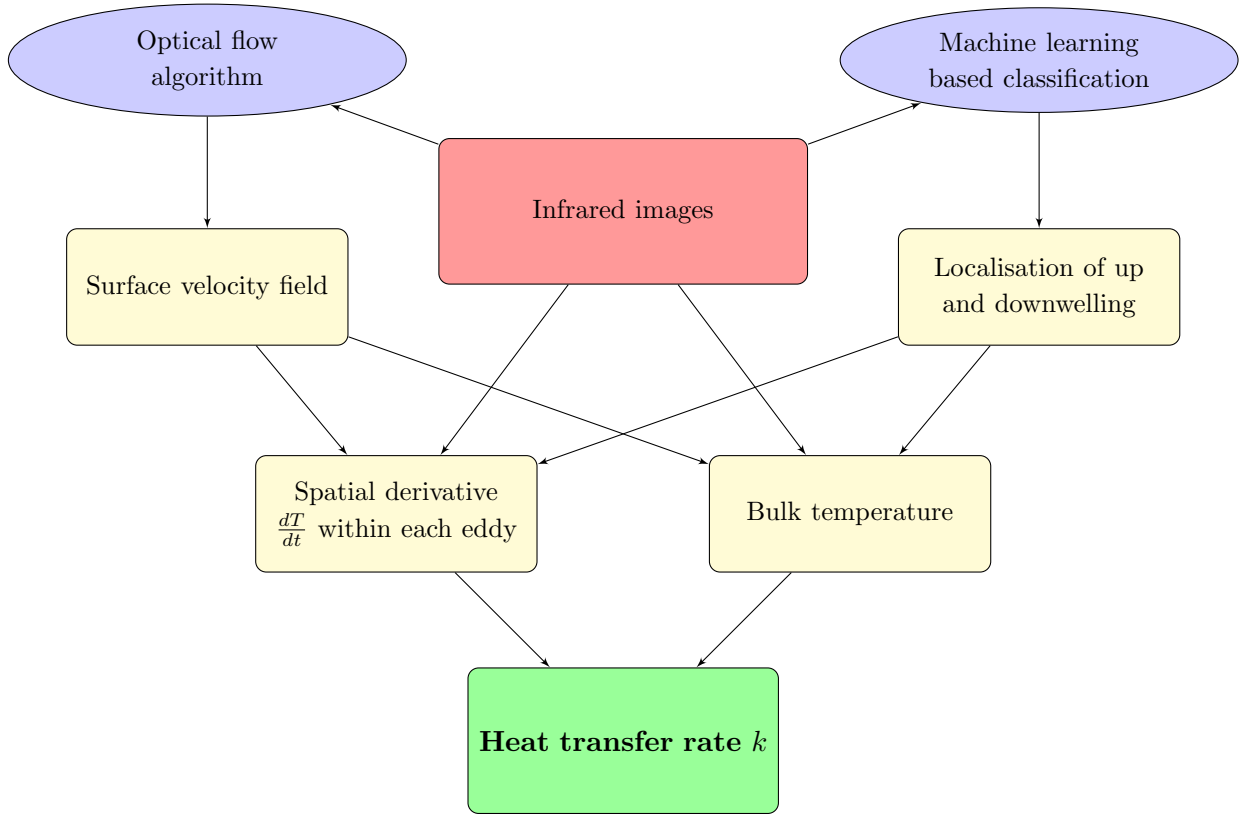 Optical flow
algorithm
Machine learning
based classification
Infrared images
Surface velocity field
Localisation of up
and downwelling
Spatial derivative
dT/dt within each eddy
Bulk temperature
Heat transfer rate k